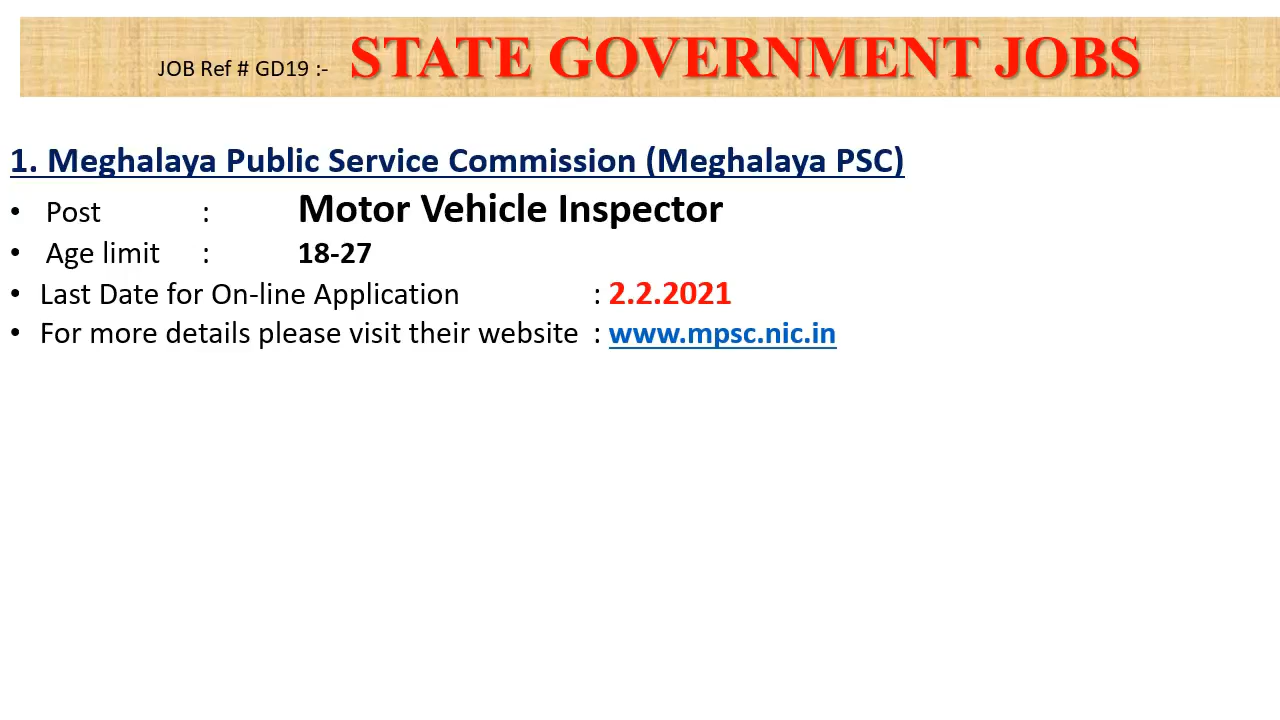 JOB Ref # GD19 :- STATE GOVERNMENT JOBS
1. Meghalaya Public Service Commission (Meghalaya PSC)
• Post : Motor Vehicle Inspector
• Age limit : 18-27
• Last Date for On-line Application : 2.2.2021
• For more details please visit their website : www.mpsc.nic.in